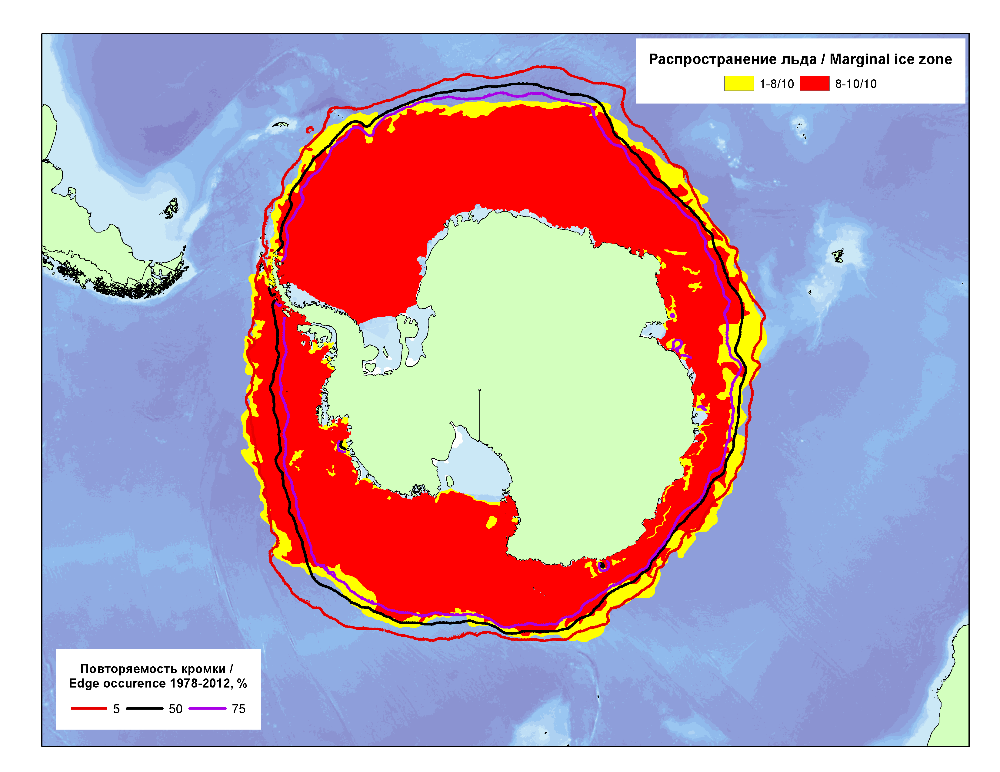 Распространение льда / Marginal ice zone
1-8/10 8-10/10
Повторяемость кромки /
Edge occurence 1978-2012, %
5 50 75